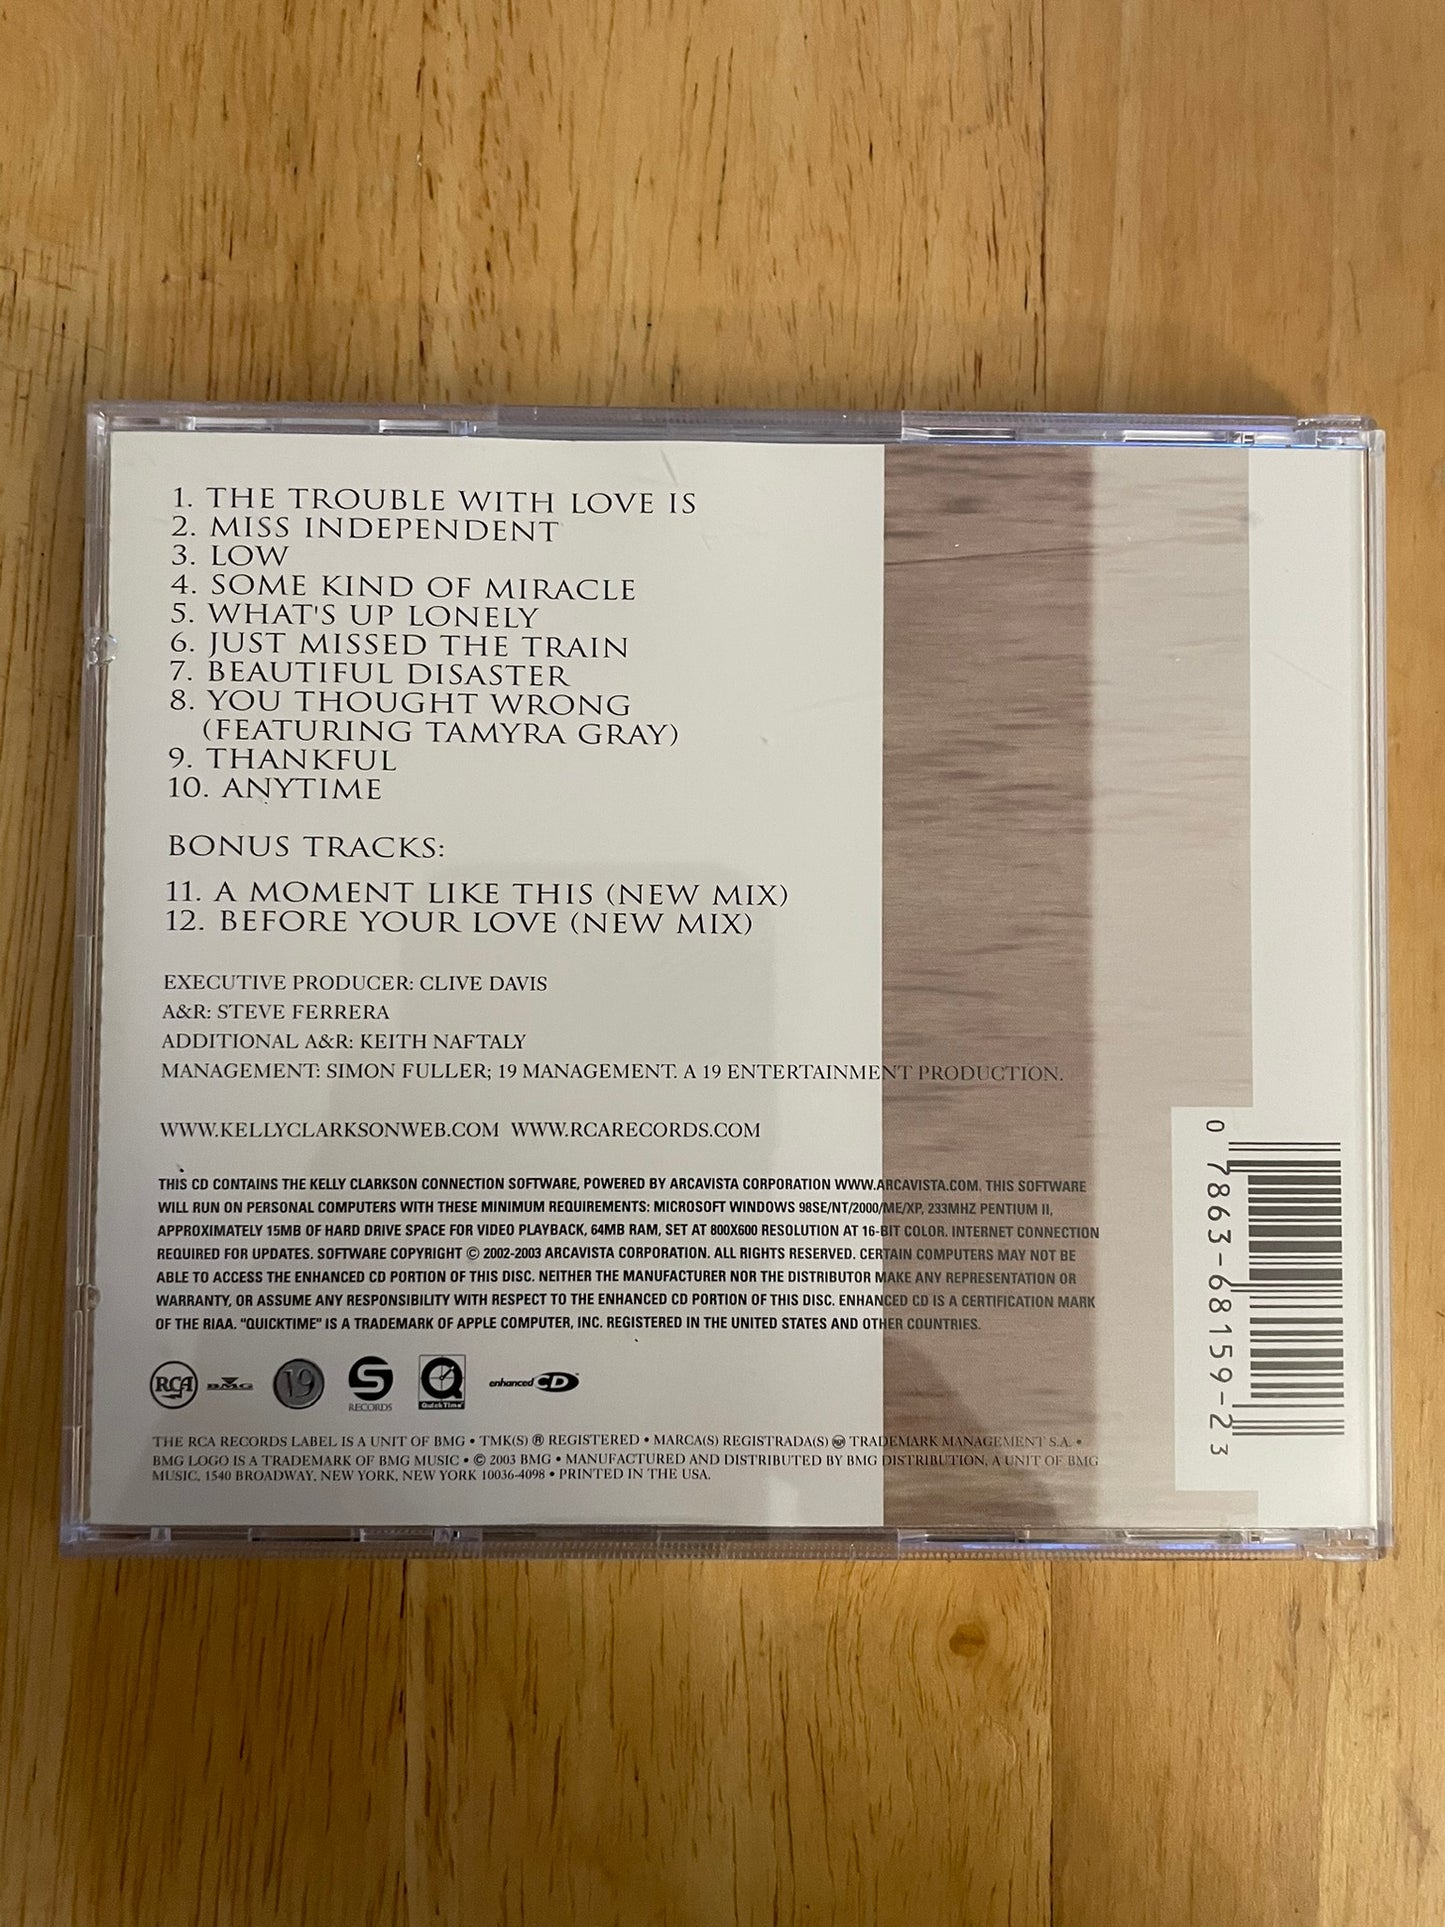 1. THE TROUBLE WITH LOVE IS
2. MISS INDEPENDENT
3. LOW
4. SOME KIND OF MIRACLE
5. WHAT'S UP LONELY
6. JUST MISSED THE TRAIN
7. BEAUTIFUL DISASTER
8. YOU THOUGHT WRONG
(FEATURING TAMYRA GRAY)
9. THANKFUL
10. ANYTIME
BONUS TRACKS:
11. A MOMENT LIKE THIS (NEW MIX)
12. BEFORE YOUR LOVE (NEW MIX)
EXECUTIVE PRODUCER: CLIVE DAVIS
A&R: STEVE FERRERA
ADDITIONAL A&R: KEITH NAFTALY
MANAGEMENT: SIMON FULLER; 19 MANAGEMENT. A 19 ENTERTAINMENT PRODUCTION.
WWW.KELLYCLARKSONWEB.COM WWW.RCARECORDS.COM
THIS CD CONTAINS THE KELLY CLARKSON CONNECTION SOFTWARE, POWERED BY ARCAVISTA CORPORATION WWW.ARCAVISTA.COM. THIS SOFTWARE
WILL RUN ON PERSONAL COMPUTERS WITH THESE MINIMUM REQUIREMENTS: MICROSOFT WINDOWS 98SE/NT/2000/ME/XP, 233MHZ PENTIUM II,
APPROXIMATELY 15MB OF HARD DRIVE SPACE FOR VIDEO PLAYBACK, 64MB RAM, SET AT 800X600 RESOLUTION AT 16-BIT COLOR. INTERNET CONNECTION
REQUIRED FOR UPDATES. SOFTWARE COPYRIGHT © 2002-2003 ARCAVISTA CORPORATION. ALL RIGHTS RESERVED. CERTAIN COMPUTERS MAY NOT BE
ABLE TO ACCESS THE ENHANCED CD PORTION OF THIS DISC. NEITHER THE MANUFACTURER NOR THE DISTRIBUTOR MAKE ANY REPRESENTATION OR
WARRANTY, OR ASSUME ANY RESPONSIBILITY WITH RESPECT TO THE ENHANCED CD PORTION OF THIS DISC. ENHANCED CD IS A CERTIFICATION MARK
OF THE RIAA. "QUICKTIME" IS A TRADEMARK OF APPLE COMPUTER, INC. REGISTERED IN THE UNITED STATES AND OTHER COUNTRIES.
RCA BMG 19 S RECORDS QuickTime enhanced CD
THE RCA RECORDS LABEL IS A UNIT OF BMG • TMK(S) ® REGISTERED • MARCA(S) REGISTRADA(S) RCA TRADEMARK MANAGEMENT S.A. •
BMG LOGO IS A TRADEMARK OF BMG MUSIC • © 2003 BMG • MANUFACTURED AND DISTRIBUTED BY BMG DISTRIBUTION, A UNIT OF BMG
MUSIC, 1540 BROADWAY, NEW YORK, NEW YORK 10036-4098 • PRINTED IN THE USA.
0 7863-68159-2 3